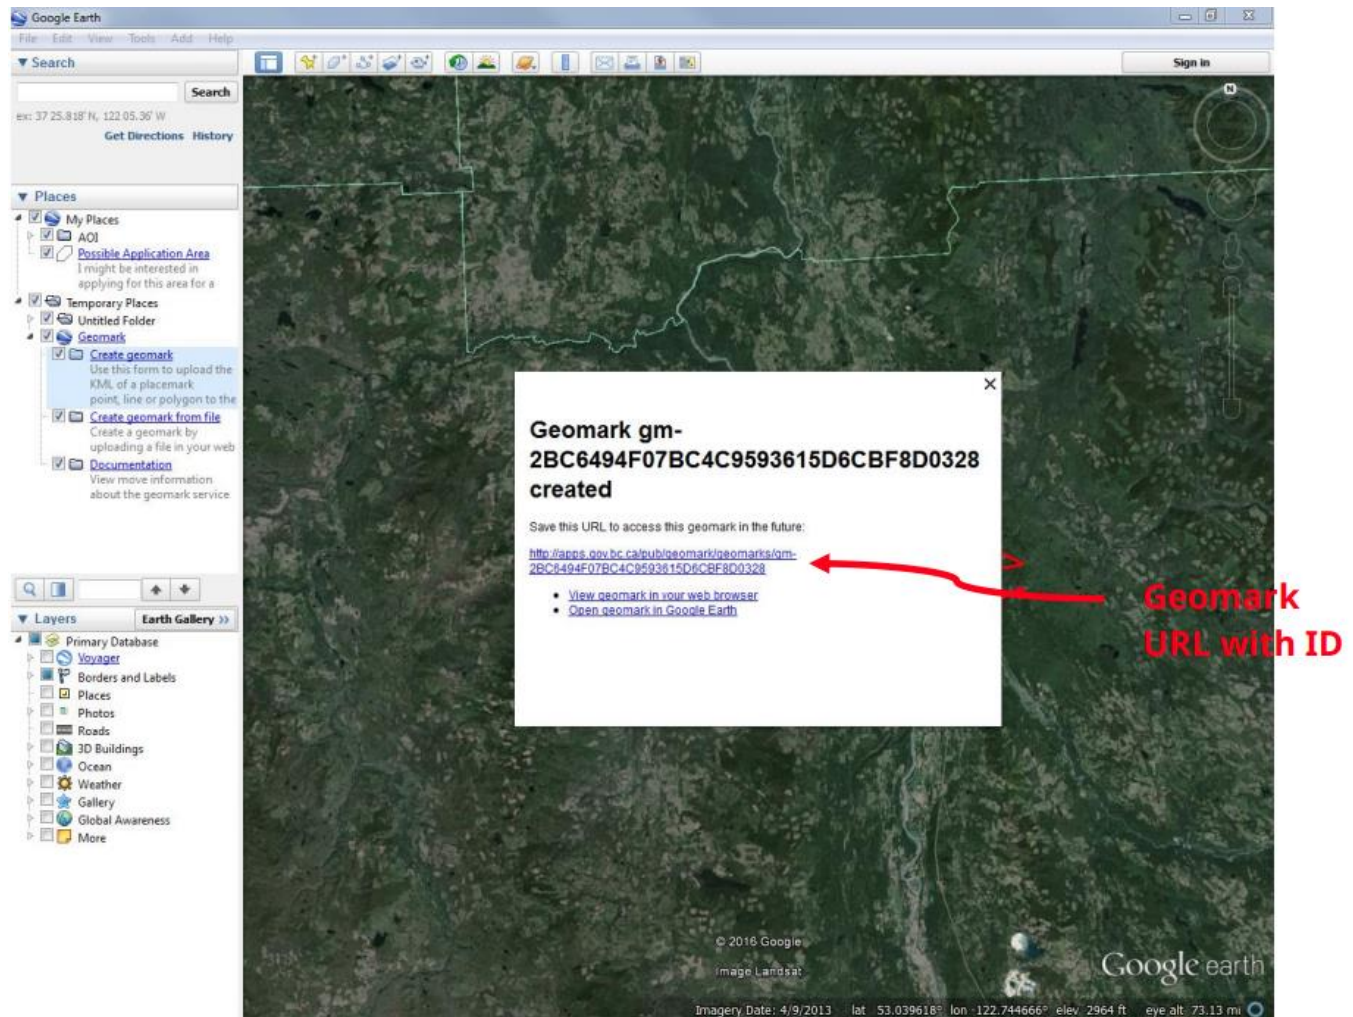 Google Earth
File Edit View Tools Add Help
Search
Sign in
Search
ex: 37 25.818' N, 122 05.36' W
Get Directions History
N
Places
My Places
AOI
Possible Application Area
I might be interested in
applying for this area for a
Temporary Places
Untitled Folder
Geomark
Create geomark
Use this form to upload the
KML of a placemark
point, line or polygon to the
Create geomark from file
Create a geomark by
uploading a file in your web
Documentation
View move information
about the geomark service
Geomark gm-
2BC6494F07BC4C9593615D6CBF8D0328
created
Save this URL to access this geomark in the future:
http://apps.gov.bc.ca/pub/geomark/geomarks/gm-
2BC6494F07BC4C9593615D6CBF8D0328
View geomark in your web browser
Open geomark in Google Earth
Geomark
URL with ID
Layers
Earth Gallery »
Primary Database
Voyager
Borders and Labels
Places
Photos
Roads
3D Buildings
Ocean
Weather
Gallery
Global Awareness
More
© 2016 Google
Image Landsat
Google earth
Imagery Date: 4/9/2013 lat 53.039618° lon -122.744666° elev 2964 ft eye alt 73.13 mi